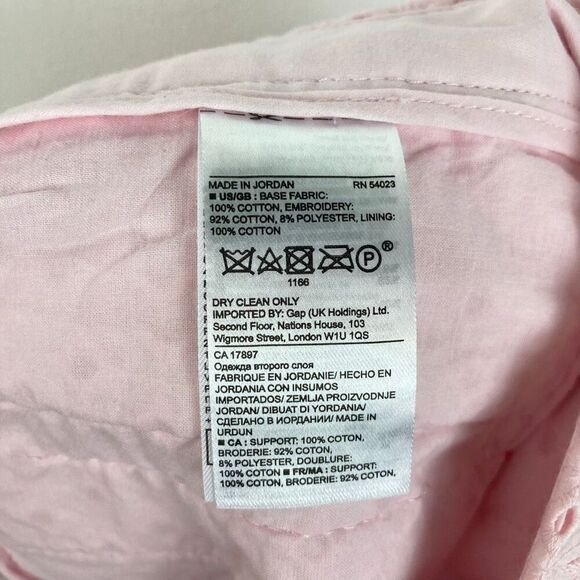 MADE IN JORDAN RN 54023
■ US/GB : BASE FABRIC:
100% COTTON, EMBROIDERY:
92% COTTON, 8% POLYESTER, LINING:
100% COTTON
P ®
1166
DRY CLEAN ONLY
IMPORTED BY: Gap (UK Holdings) Ltd.
Second Floor, Nations House, 103
Wigmore Street, London W1U 1QS
CA 17897
Одежда второго слоя
FABRIQUE EN JORDANIE/ HECHO EN
JORDANIA CON INSUMOS
IMPORTADOS/ ZEMLJA PROIZVODNJE
JORDAN/ DIBUAT DI YORDANIA/
СДЕЛАНО В ИОРДАНИИ/ MADE IN
URDUN
■ CA : SUPPORT: 100% COTON,
BRODERIE: 92% COTON,
8% POLYESTER, DOUBLURE:
100% COTON ■ FR/MA : SUPPORT:
100% COTON, BRODERIE: 92% COTON,